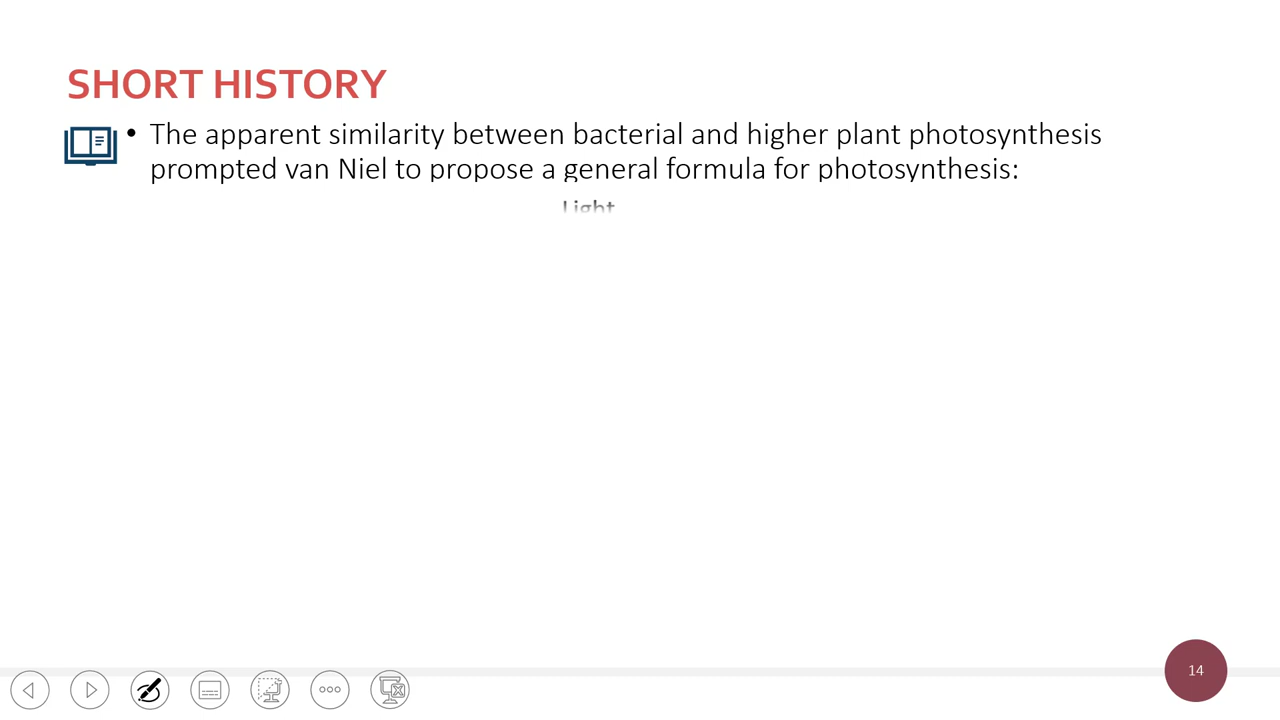 SHORT HISTORY
• The apparent similarity between bacterial and higher plant photosynthesis
prompted van Niel to propose a general formula for photosynthesis:
Light
14